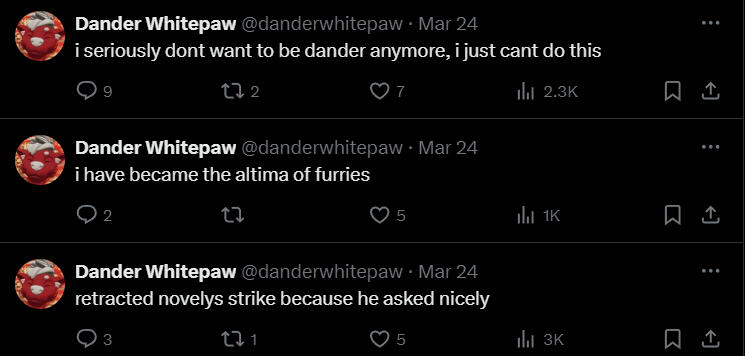 Dander Whitepaw @danderwhitepaw · Mar 24
i seriously dont want to be dander anymore, i just cant do this
9 2 7 2.3K
Dander Whitepaw @danderwhitepaw · Mar 24
i have became the altima of furries
2 5 1K
Dander Whitepaw @danderwhitepaw · Mar 24
retracted novelys strike because he asked nicely
3 1 5 3K